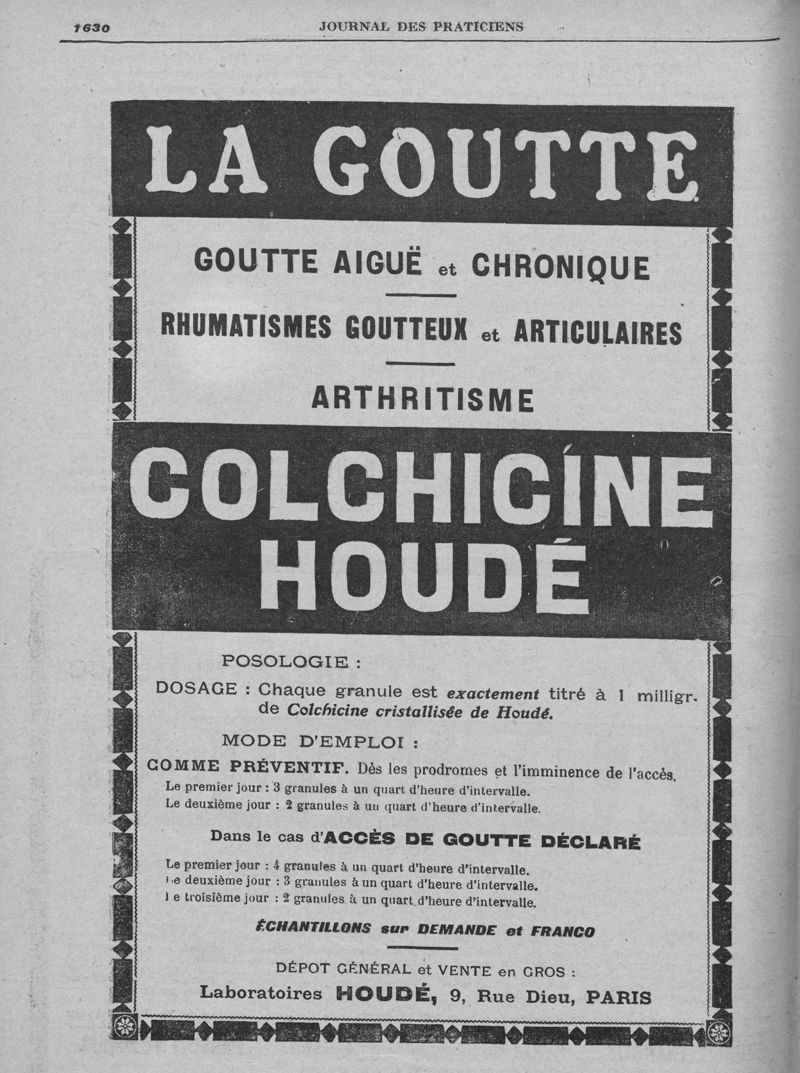 1630
JOURNAL DES PRATICIENS
LA GOUTTE
GOUTTE AIGUË et CHRONIQUE
RHUMATISMES GOUTTEUX et ARTICULAIRES
ARTHRITISME
COLCHICINE
HOUDÉ
POSOLOGIE :
DOSAGE : Chaque granule est exactement titré à 1 milligr.
de Colchicine cristallisée de Houdé.
MODE D'EMPLOI :
COMME PRÉVENTIF. Dès les prodromes et l'imminence de l'accès.
Le premier jour : 3 granules à un quart d'heure d'intervalle.
Le deuxième jour : 2 granules à un quart d'heure d'intervalle.
Dans le cas d'ACCÈS DE GOUTTE DÉCLARÉ
Le premier jour : 4 granules à un quart d'heure d'intervalle.
Le deuxième jour : 3 granules à un quart d'heure d'intervalle.
Le troisième jour : 2 granules à un quart d'heure d'intervalle.
ÉCHANTILLONS sur DEMANDE et FRANCO
DÉPOT GÉNÉRAL et VENTE en GROS :
Laboratoires HOUDÉ, 9, Rue Dieu, PARIS